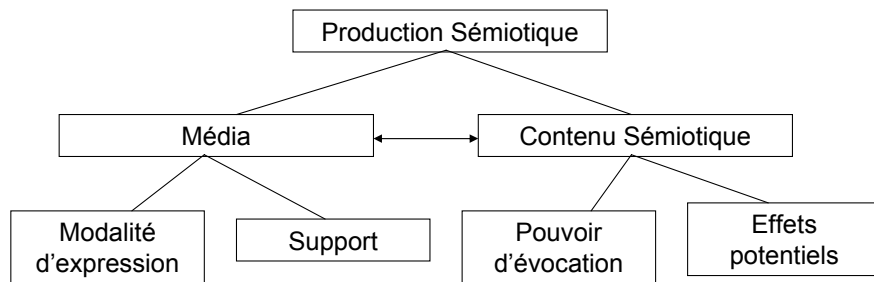 Production Sémiotique
Média
Contenu Sémiotique
Modalité
d’expression
Support
Pouvoir
d’évocation
Effets
potentiels